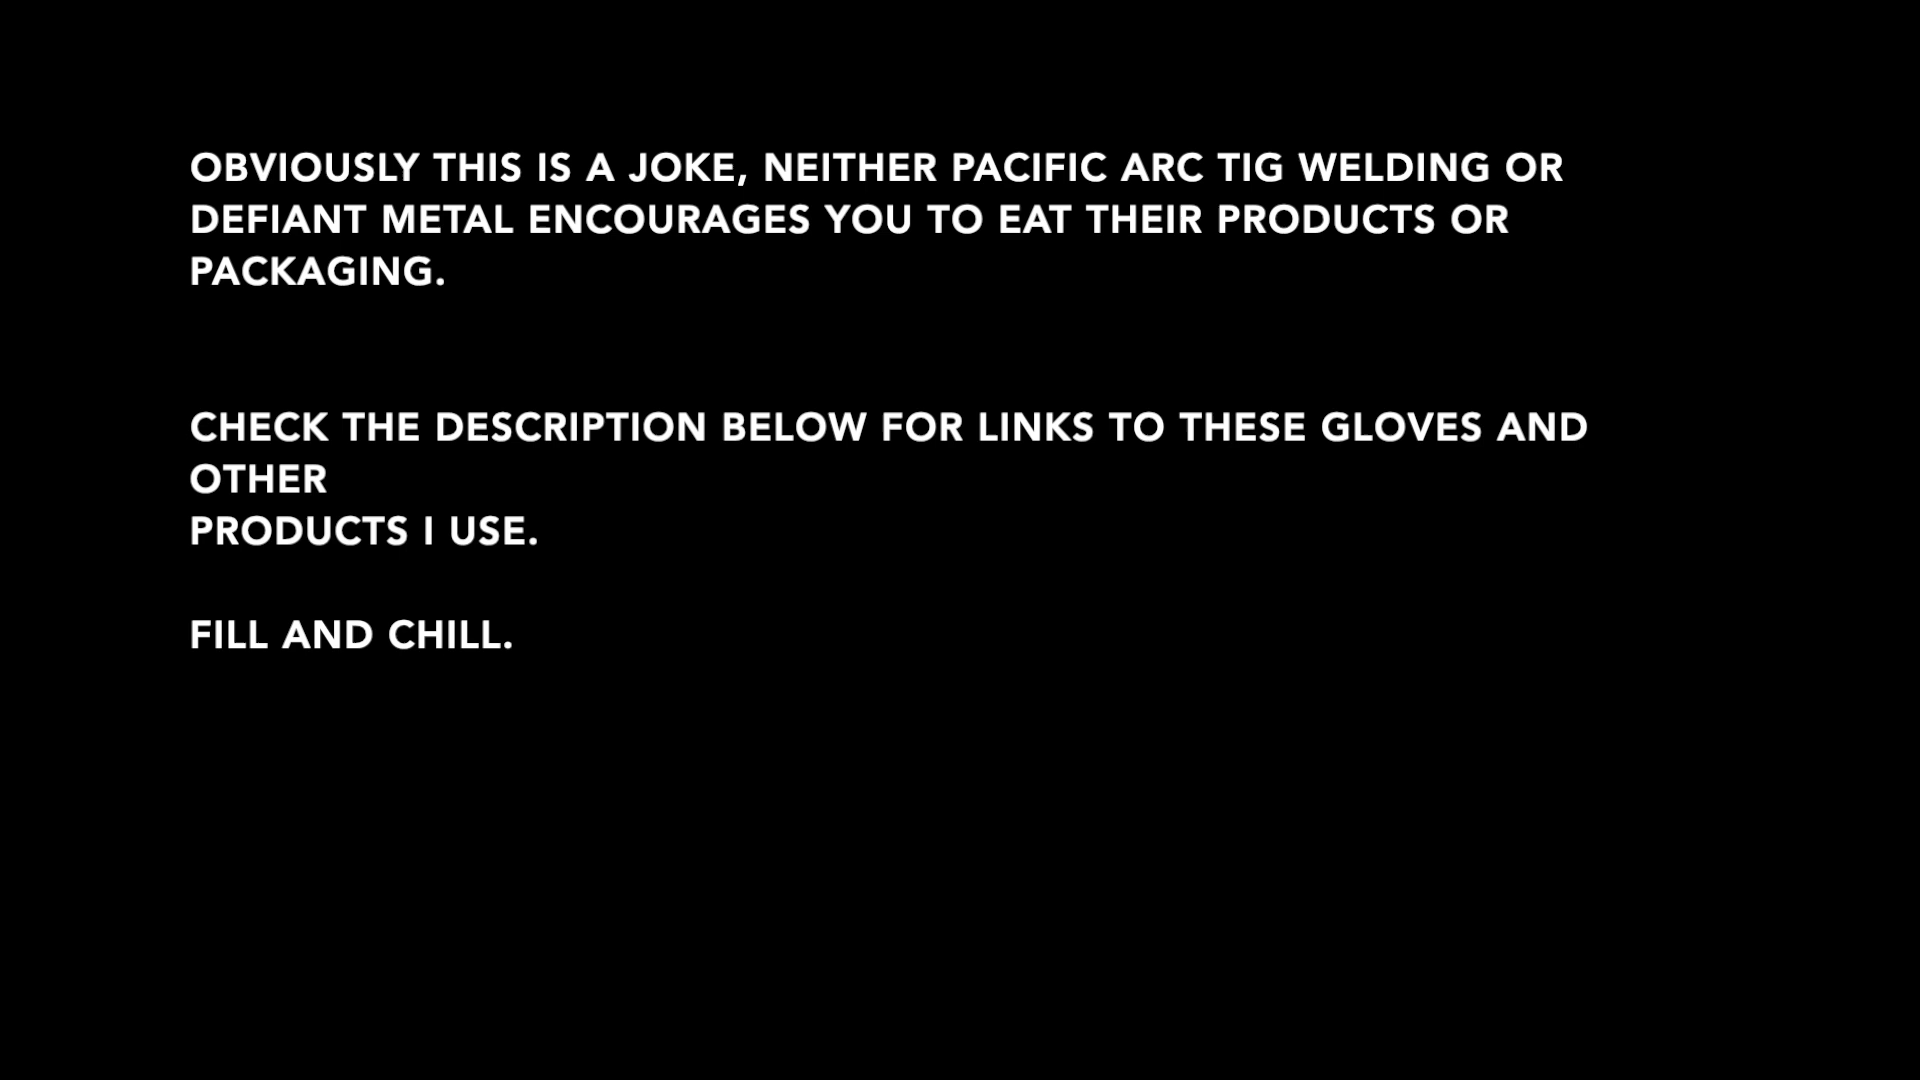 OBVIOUSLY THIS IS A JOKE, NEITHER PACIFIC ARC TIG WELDING OR
DEFIANT METAL ENCOURAGES YOU TO EAT THEIR PRODUCTS OR
PACKAGING.
CHECK THE DESCRIPTION BELOW FOR LINKS TO THESE GLOVES AND
OTHER
PRODUCTS I USE.
FILL AND CHILL.